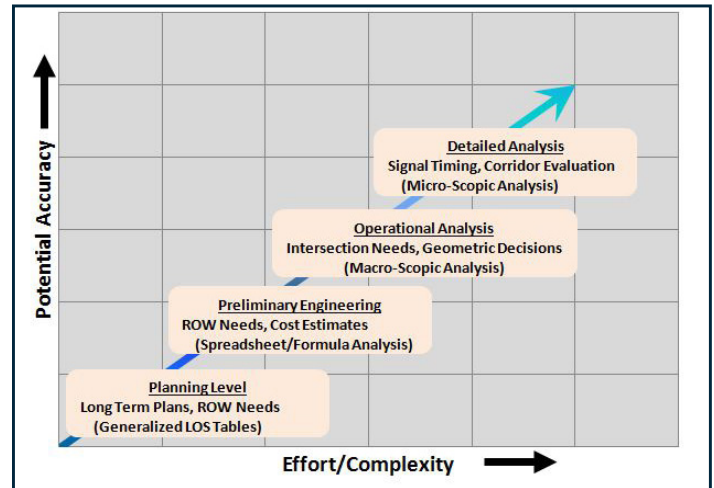 Potential Accuracy
Detailed Analysis
Signal Timing, Corridor Evaluation
(Micro-Scopic Analysis)
Operational Analysis
Intersection Needs, Geometric Decisions
(Macro-Scopic Analysis)
Preliminary Engineering
ROW Needs, Cost Estimates
(Spreadsheet/Formula Analysis)
Planning Level
Long Term Plans, ROW Needs
(Generalized LOS Tables)
Effort/Complexity